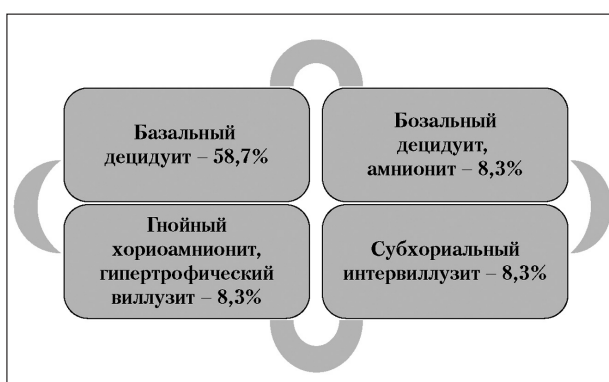 Базальный
децидуит – 58,7%
Бозальный
децидуит,
амнионит – 8,3%
Гнойный
хориоамнионит,
гипертрофический
виллузит – 8,3%
Субхориальный
интервиллузит – 8,3%